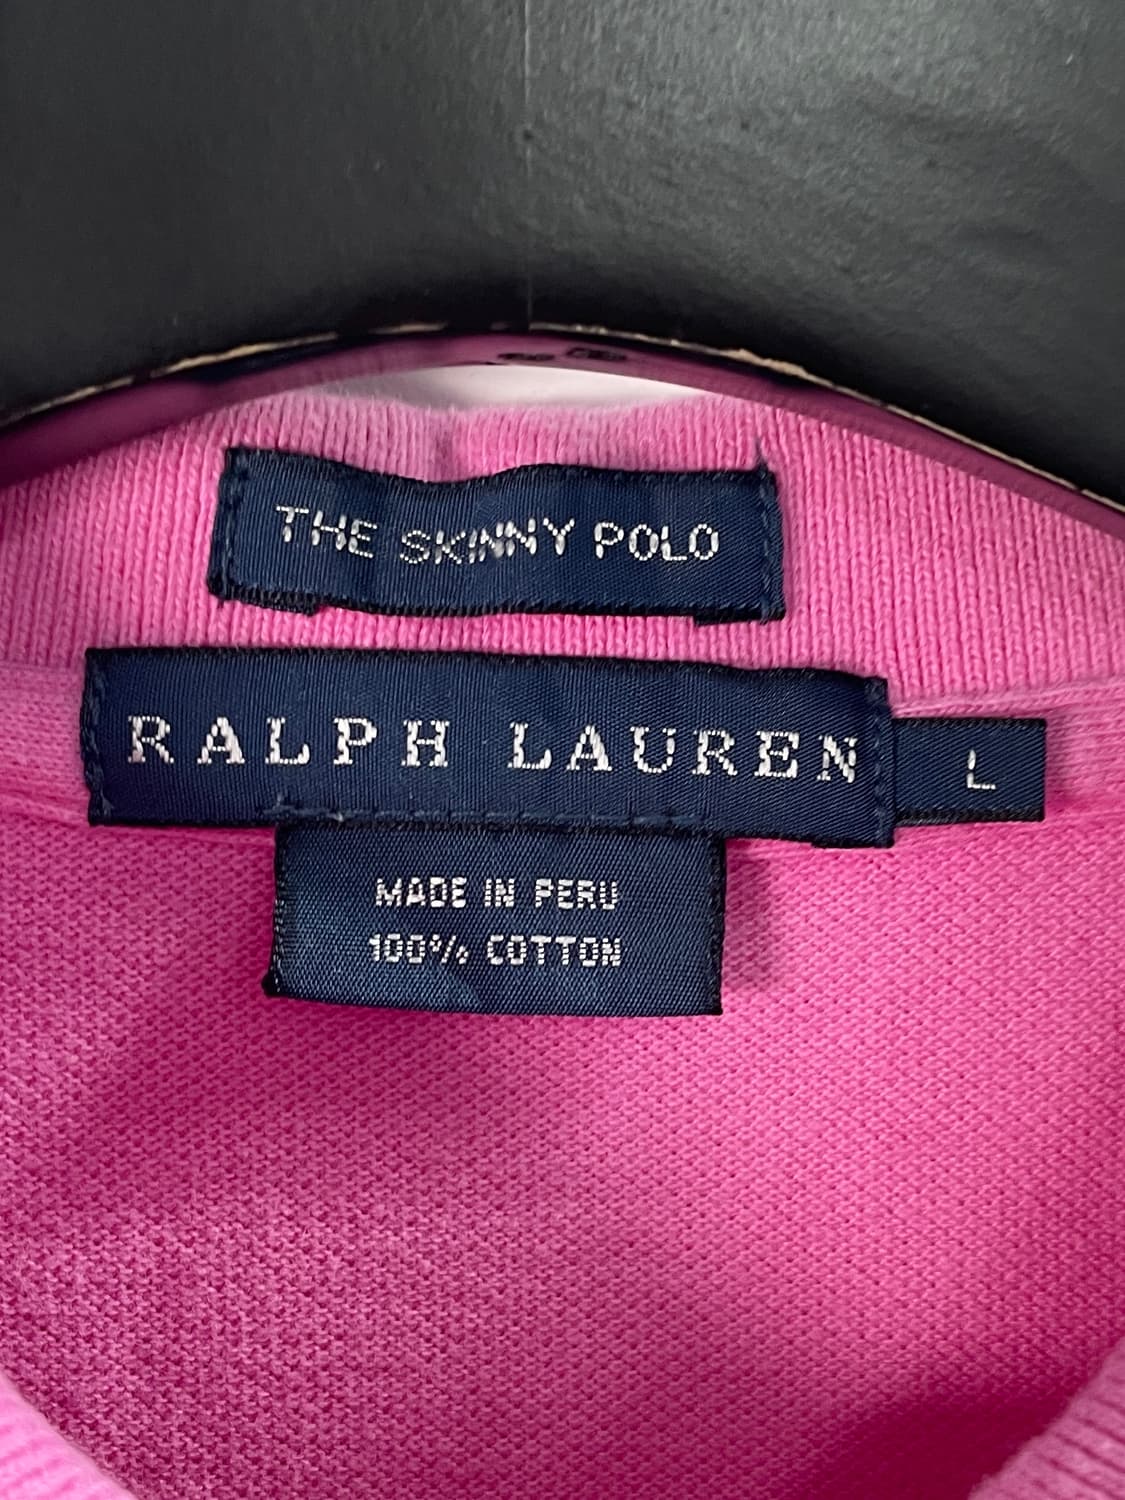 THE SKINNY POLO
RALPH LAUREN
L
MADE IN PERU
100% COTTON